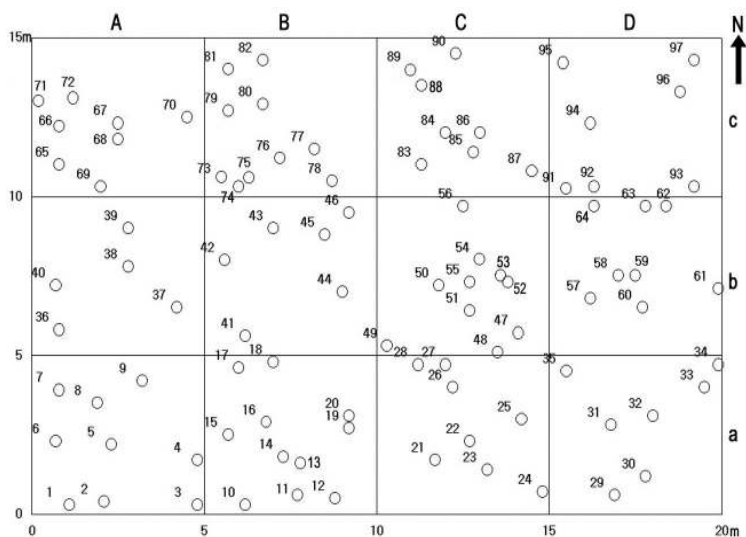 A B C D N
15m 81 82 89 90 95 97
71 72 88 96
66 67 70 79 80 84 86 94 c
68 76 77 85
65 73 75 78 83 87 92 93
69 74 91
10 56 63 62
39 43 46 64
45
38 42 54 53 58 59
40 50 55 52 57 61 b
37 44 51 60
36 47
41 49 48
5 17 18 28 27 35 34
7 8 9 26 33
16 20 25 32
6 5 15 19 22 31 a
4 14 13 21 23
1 2 3 10 11 12 24 29 30
0
0 5 10 15 20m